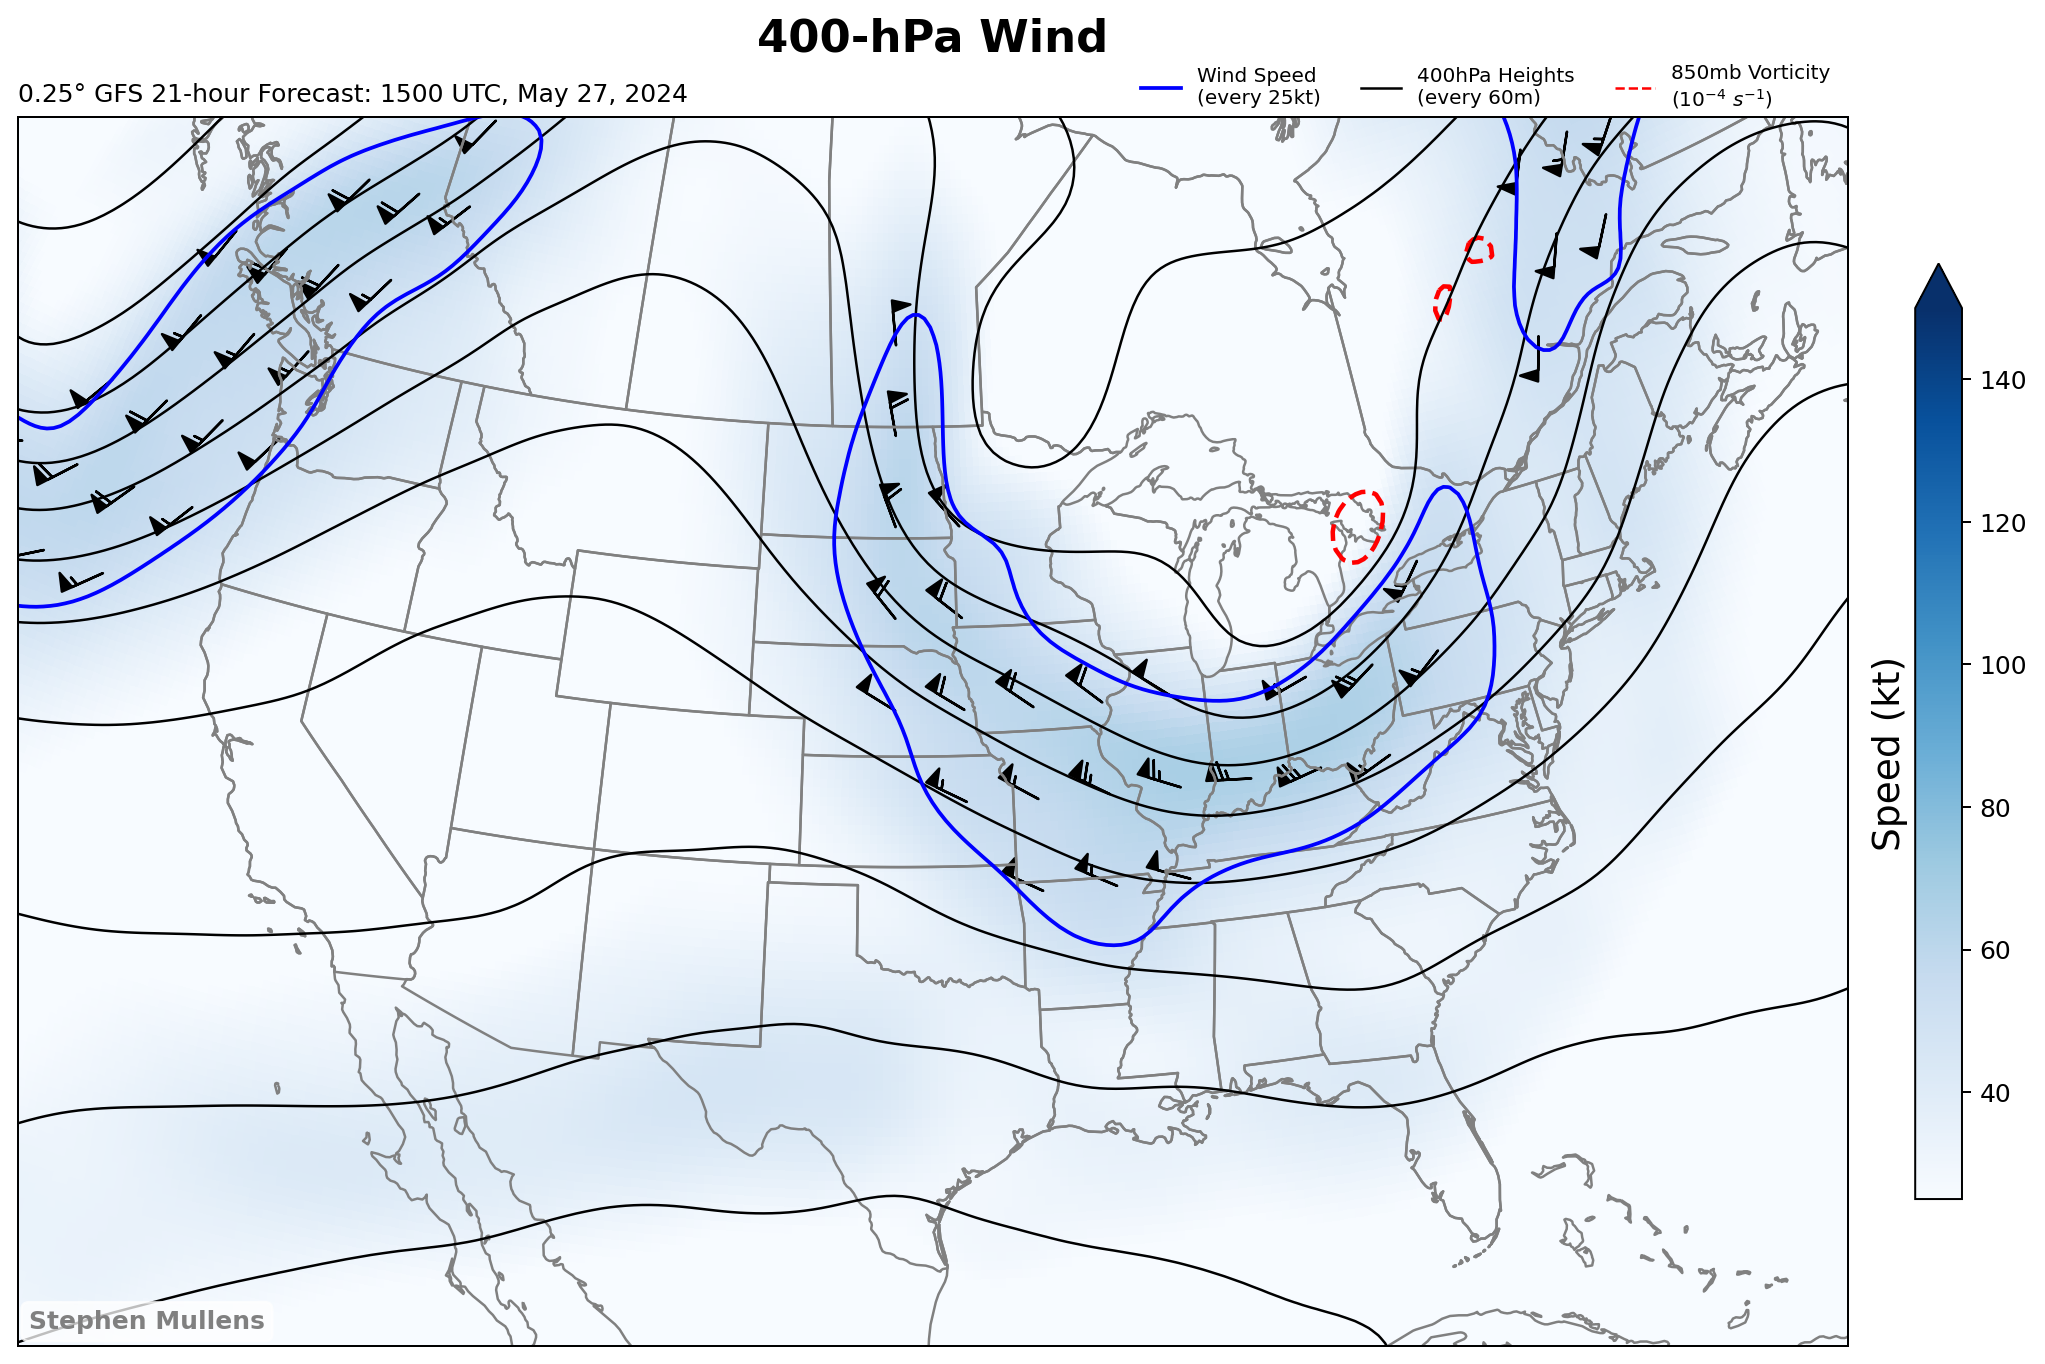 400-hPa Wind
0.25° GFS 21-hour Forecast: 1500 UTC, May 27, 2024
Wind Speed
(every 25kt)
400hPa Heights
(every 60m)
850mb Vorticity
(10⁻⁴ s⁻¹)
140
120
100
80
60
40
Speed (kt)
Stephen Mullens